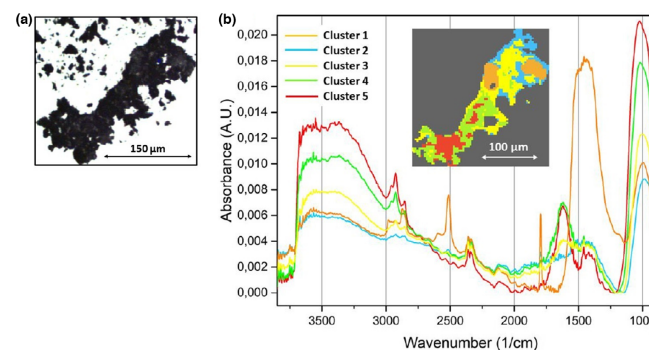 (a)
150 µm
(b)
0,020
0,018
0,016
0,014
0,012
0,010
0,008
0,006
0,004
0,002
0,000
Absorbance (A.U.)
Cluster 1
Cluster 2
Cluster 3
Cluster 4
Cluster 5
100 µm
3500
3000
2500
2000
1500
100
Wavenumber (1/cm)